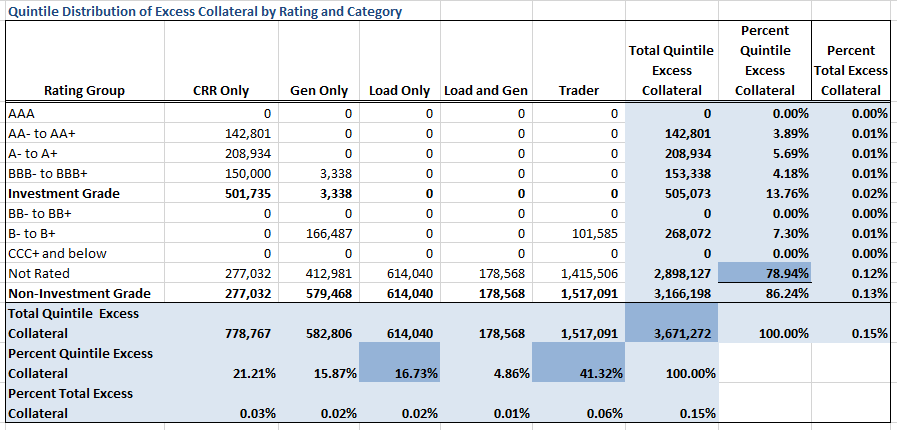 Quintile Distribution of Excess Collateral by Rating and Category
Rating Group CRR Only Gen Only Load Only Load and Gen Trader Total Quintile Excess Collateral Percent Quintile Excess Collateral Percent Total Excess Collateral
AAA 0 0 0 0 0 0 0.00% 0.00%
AA- to AA+ 142,801 0 0 0 0 142,801 3.89% 0.01%
A- to A+ 208,934 0 0 0 0 208,934 5.69% 0.01%
BBB- to BBB+ 150,000 3,338 0 0 0 153,338 4.18% 0.01%
Investment Grade 501,735 3,338 0 0 0 505,073 13.76% 0.02%
BB- to BB+ 0 0 0 0 0 0 0.00% 0.00%
B- to B+ 0 166,487 0 0 101,585 268,072 7.30% 0.01%
CCC+ and below 0 0 0 0 0 0 0.00% 0.00%
Not Rated 277,032 412,981 614,040 178,568 1,415,506 2,898,127 78.94% 0.12%
Non-Investment Grade 277,032 579,468 614,040 178,568 1,517,091 3,166,198 86.24% 0.13%
Total Quintile Excess
Collateral 778,767 582,806 614,040 178,568 1,517,091 3,671,272 100.00% 0.15%
Percent Quintile Excess
Collateral 21.21% 15.87% 16.73% 4.86% 41.32% 100.00%
Percent Total Excess
Collateral 0.03% 0.02% 0.02% 0.01% 0.06% 0.15%